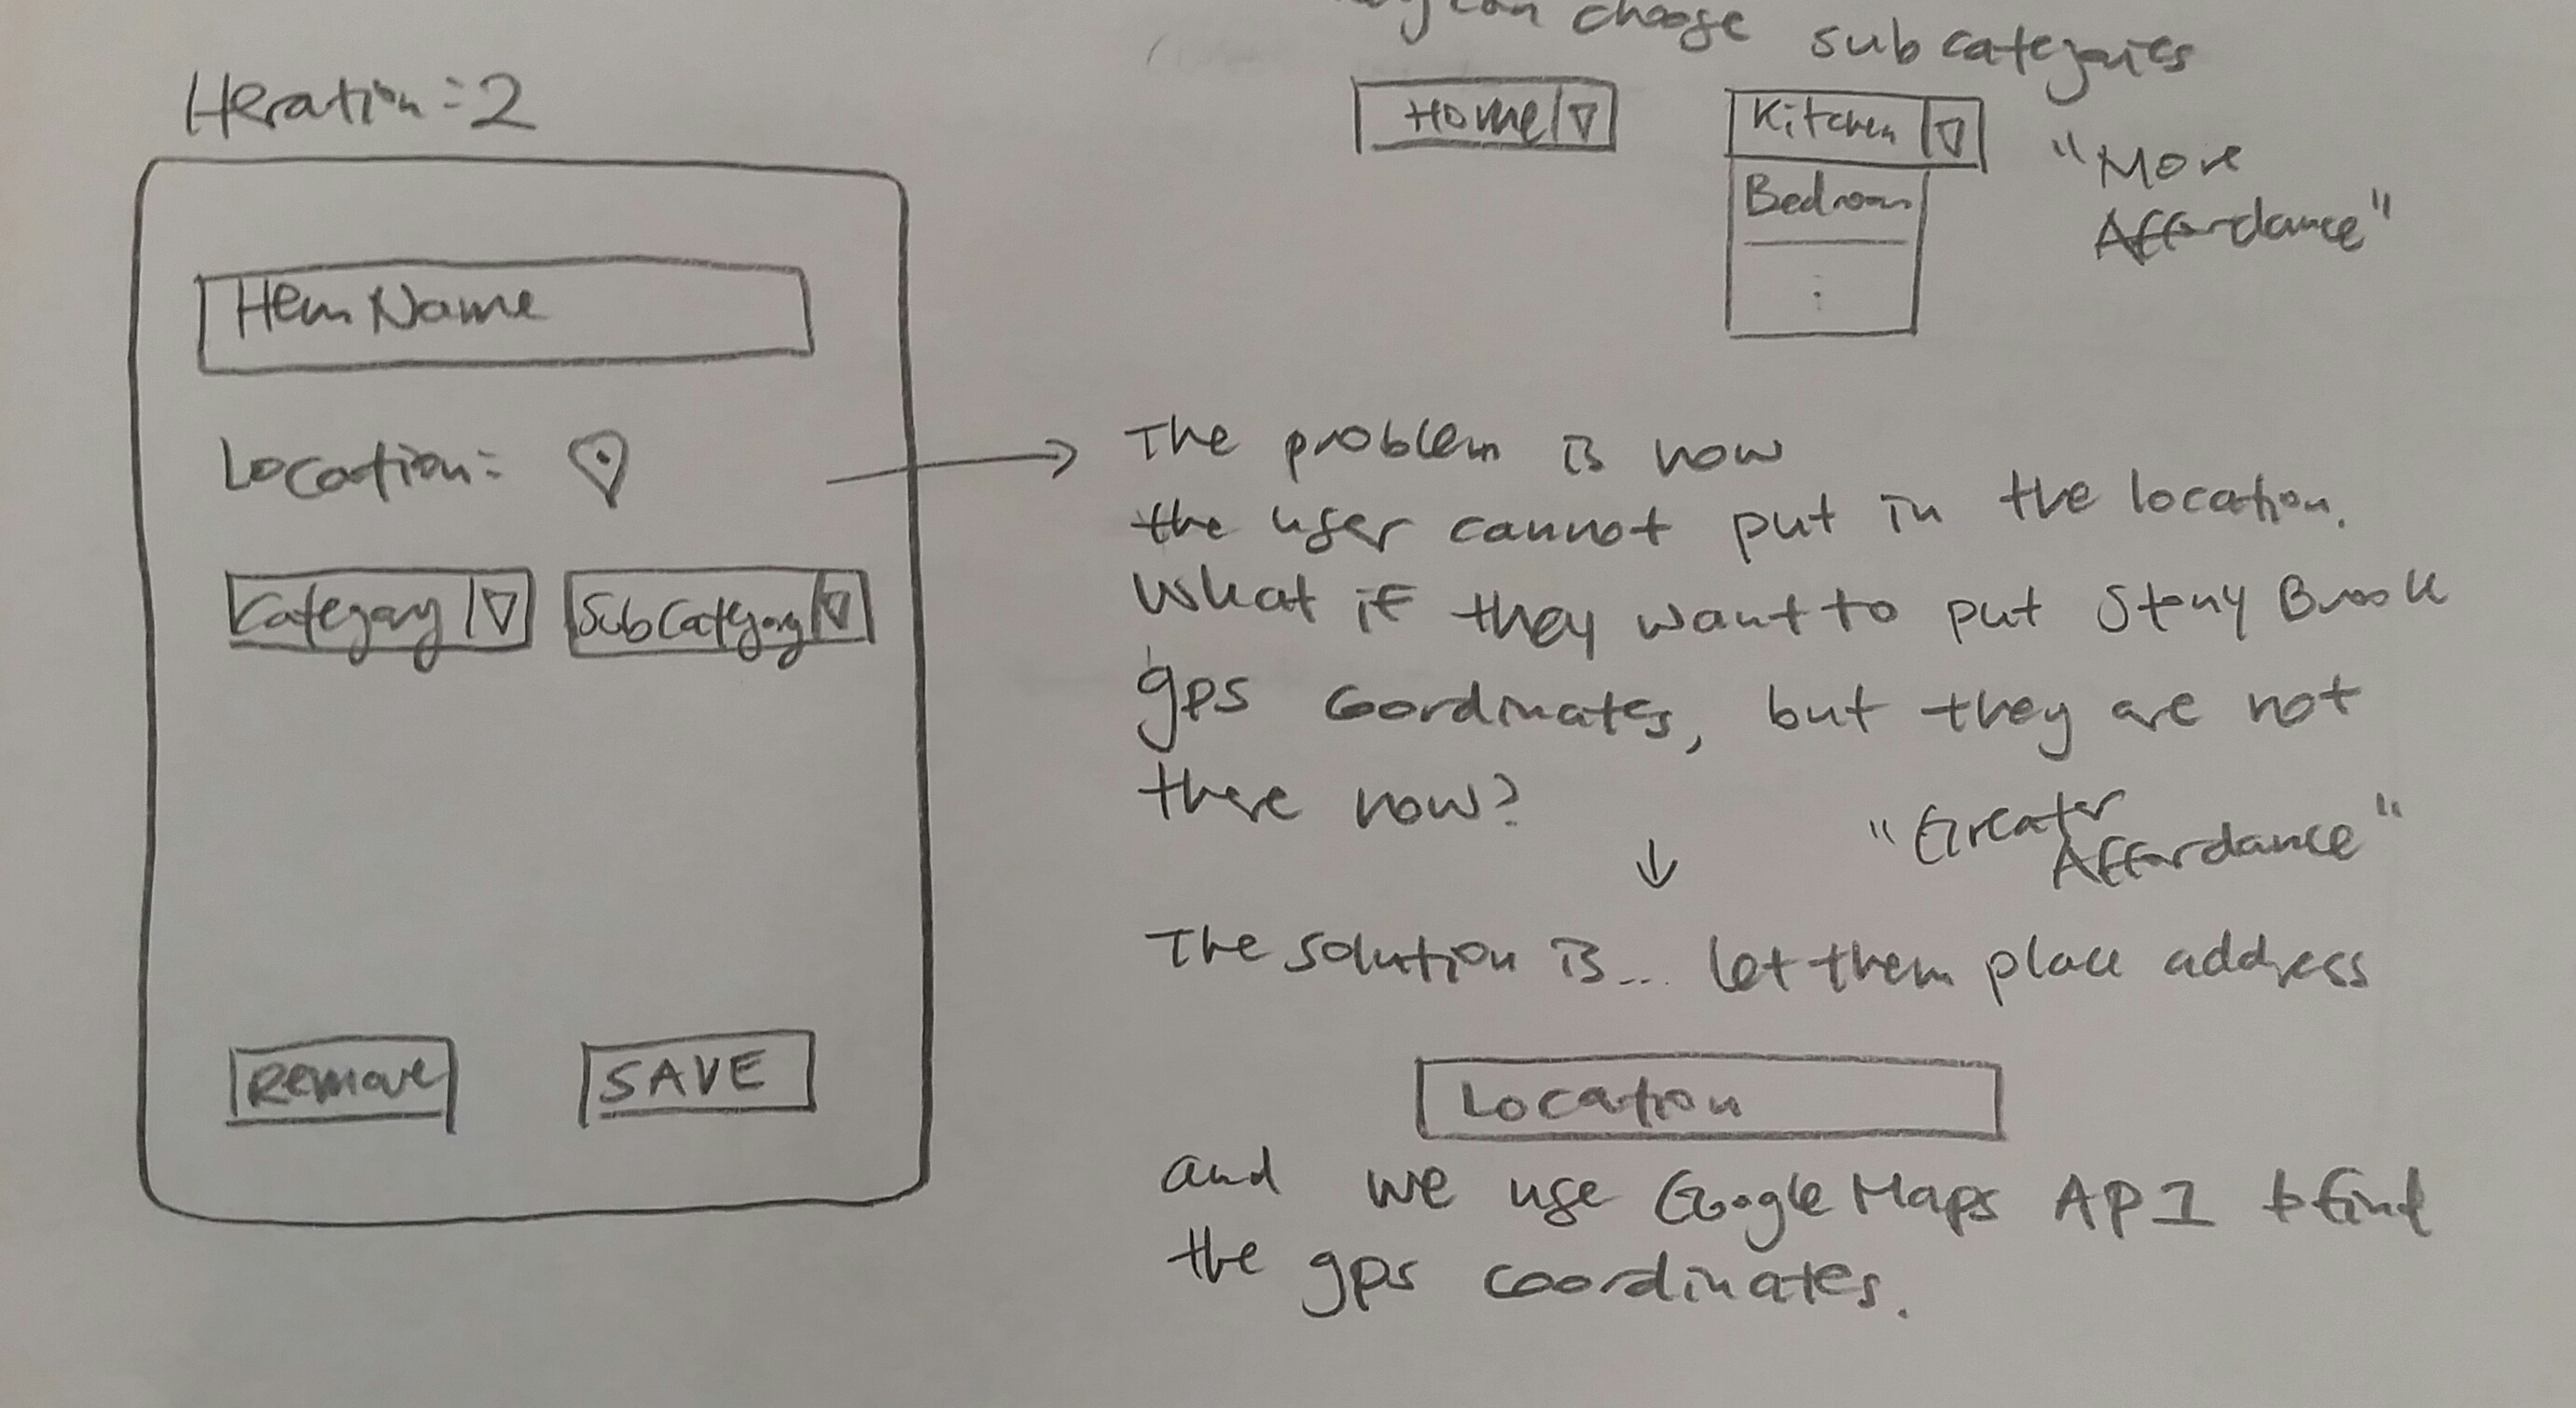 can choose sub categories
Home
Kitchen
Bedroom
"More
Affordance"
Iteration: 2
Item Name
Location:
Category
SubCategory
Remove
SAVE
The problem is now
the user cannot put in the location.
What if they want to put Stony Brook
gps coordinates, but they are not
there now?
"Greater
Affordance"
The solution is... let them place address
Location
and we use Google Maps API to find
the gps coordinates.